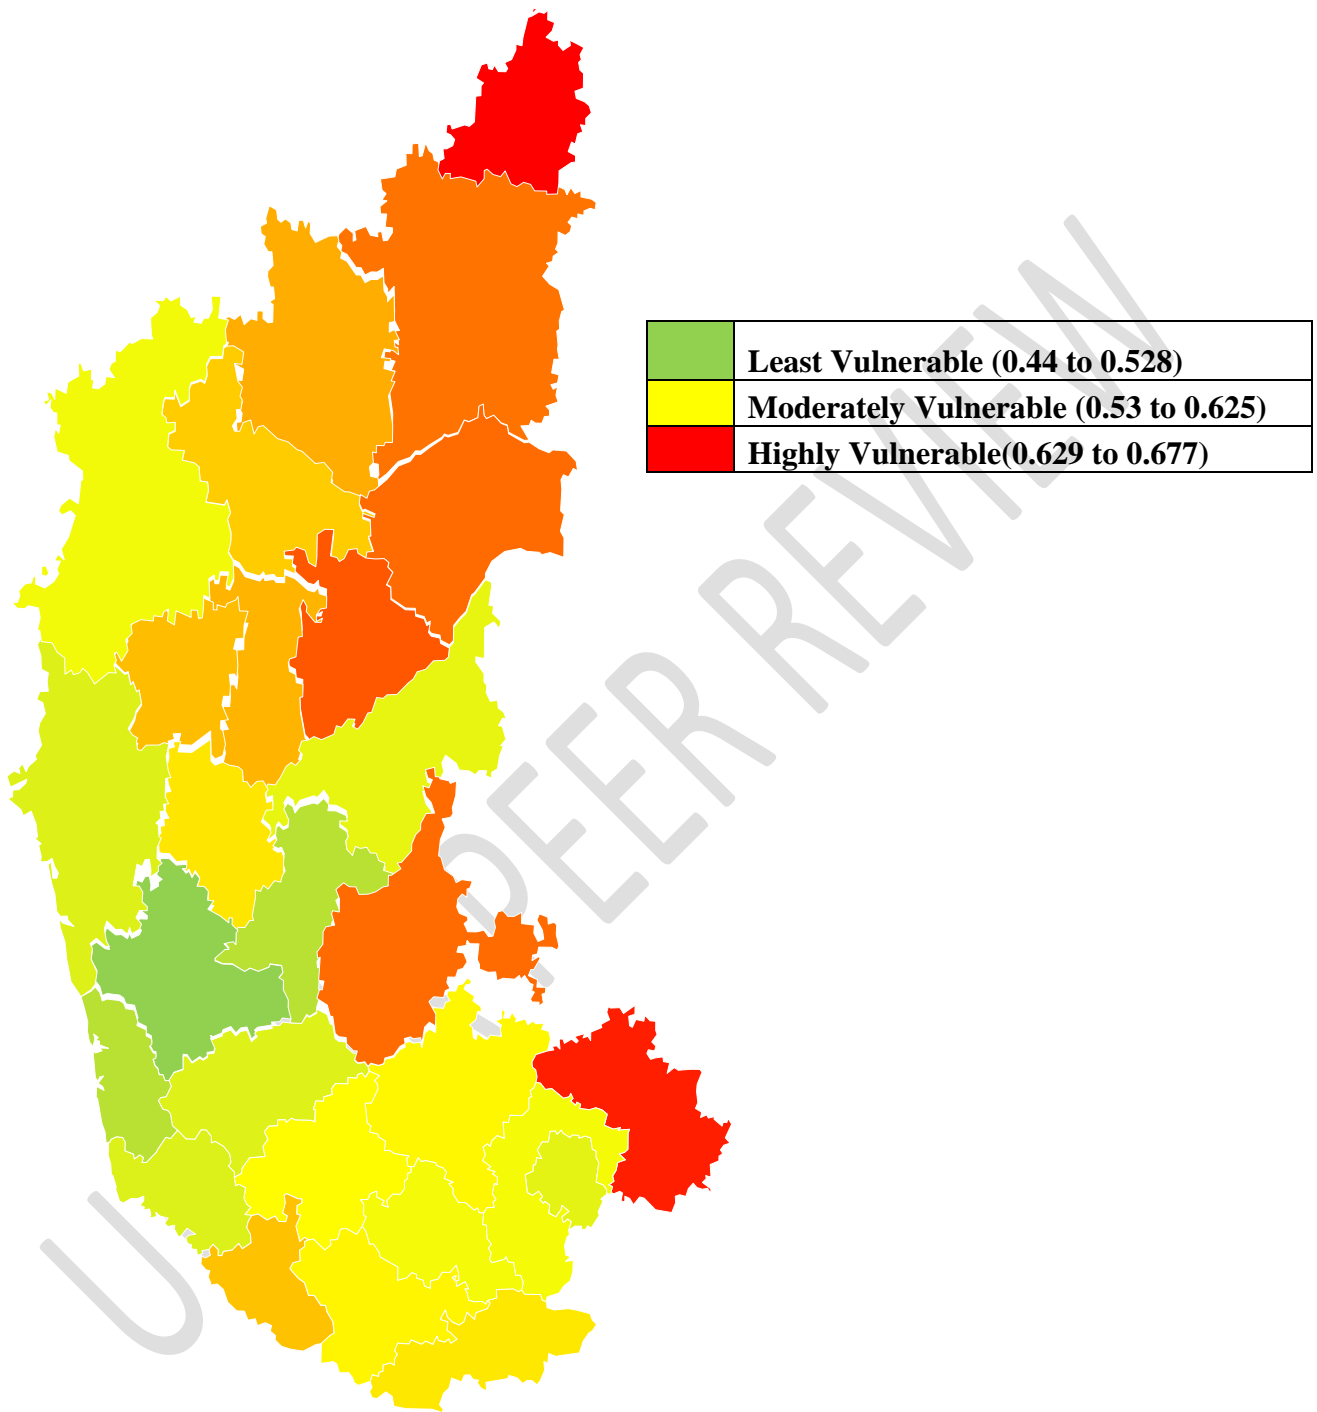 Least Vulnerable (0.44 to 0.528)
Moderately Vulnerable (0.53 to 0.625)
Highly Vulnerable(0.629 to 0.677)
U
PEER REVIEW